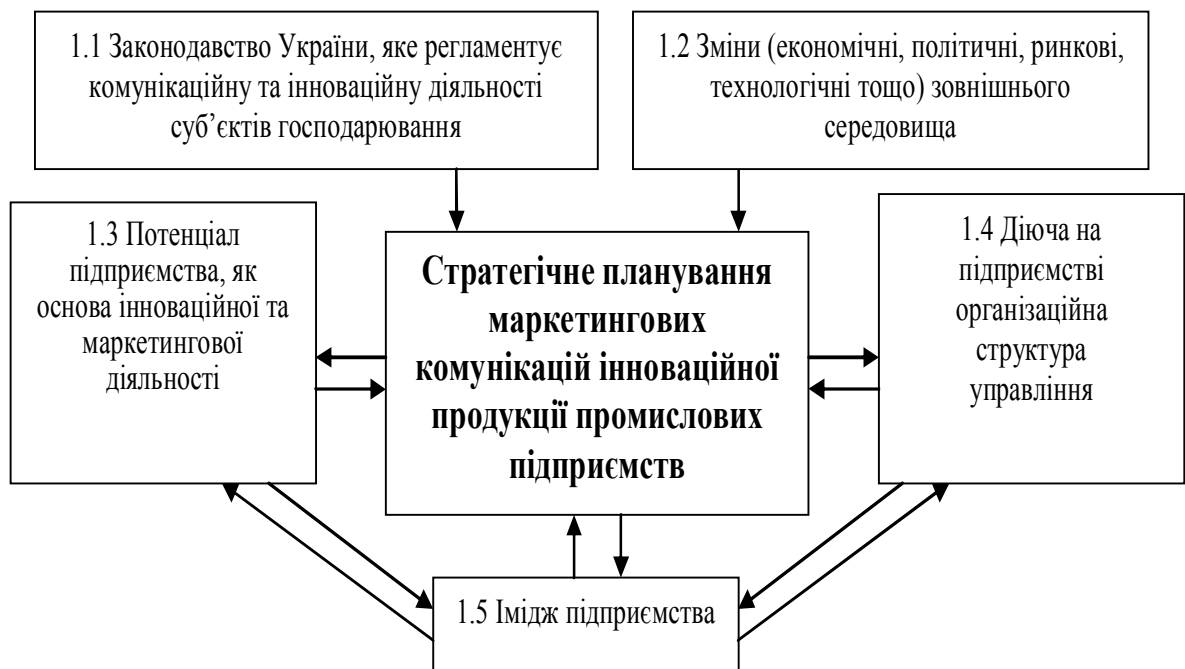 1.1 Законодавство України, яке регламентує
комунікаційну та інноваційну діяльності
суб’єктів господарювання
1.2 Зміни (економічні, політичні, ринкові,
технологічні тощо) зовнішнього
середовища
1.3 Потенціал
підприємства, як
основа інноваційної та
маркетингової
діяльності
Стратегічне планування
маркетингових
комунікацій інноваційної
продукції промислових
підприємств
1.4 Діюча на
підприємстві
організаційна
структура
управління
1.5 Імідж підприємства